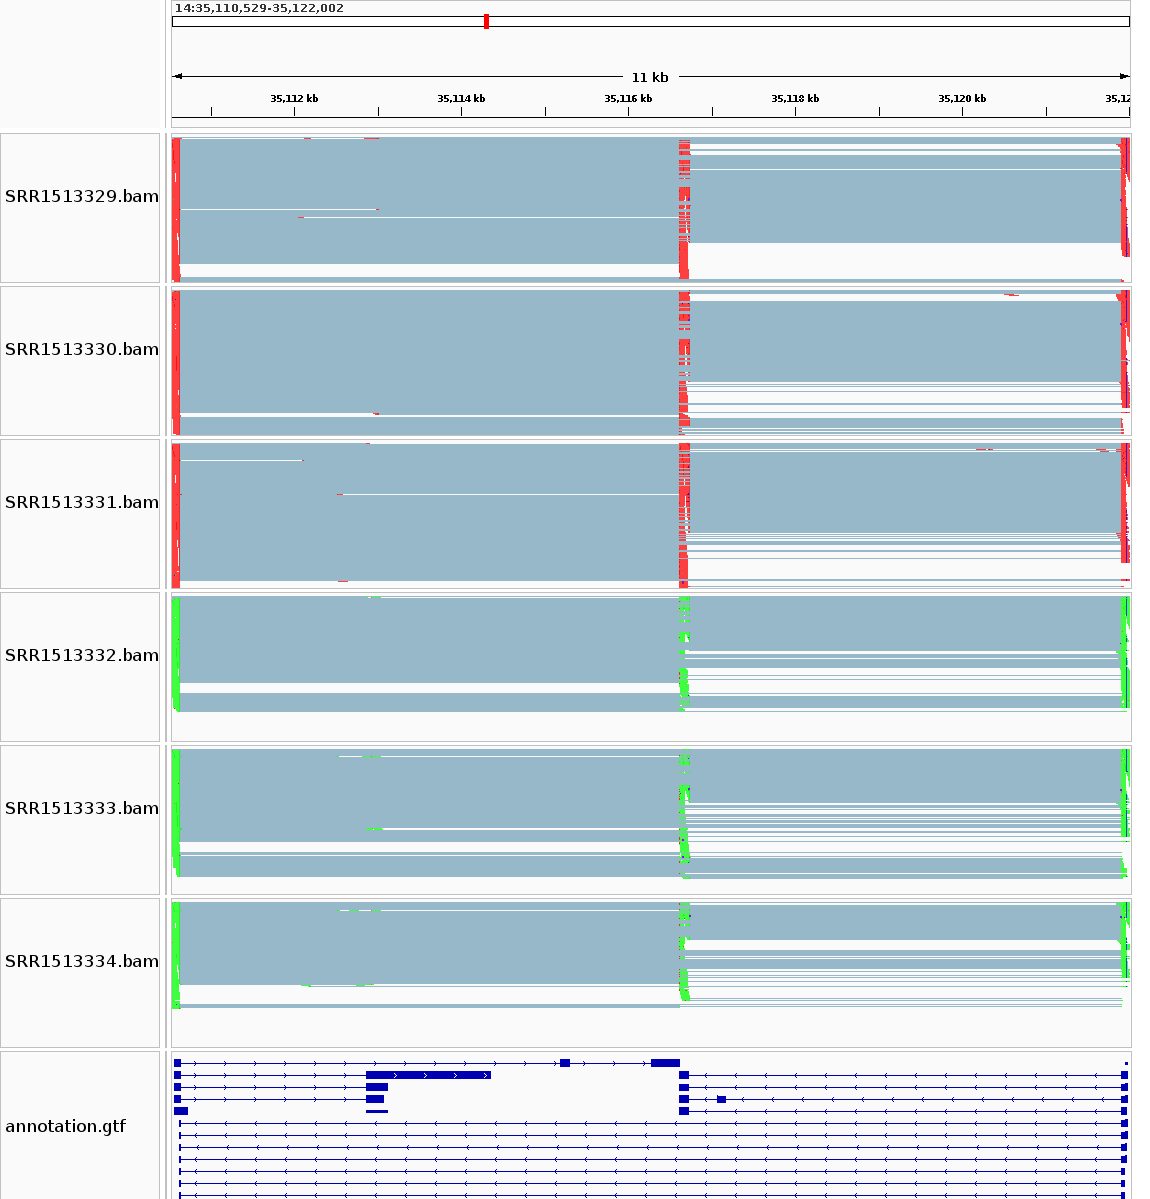 14:35,110,529-35,122,002
11 kb
35,112 kb 35,114 kb 35,116 kb 35,118 kb 35,120 kb 35,12
SRR1513329.bam
SRR1513330.bam
SRR1513331.bam
SRR1513332.bam
SRR1513333.bam
SRR1513334.bam
annotation.gtf